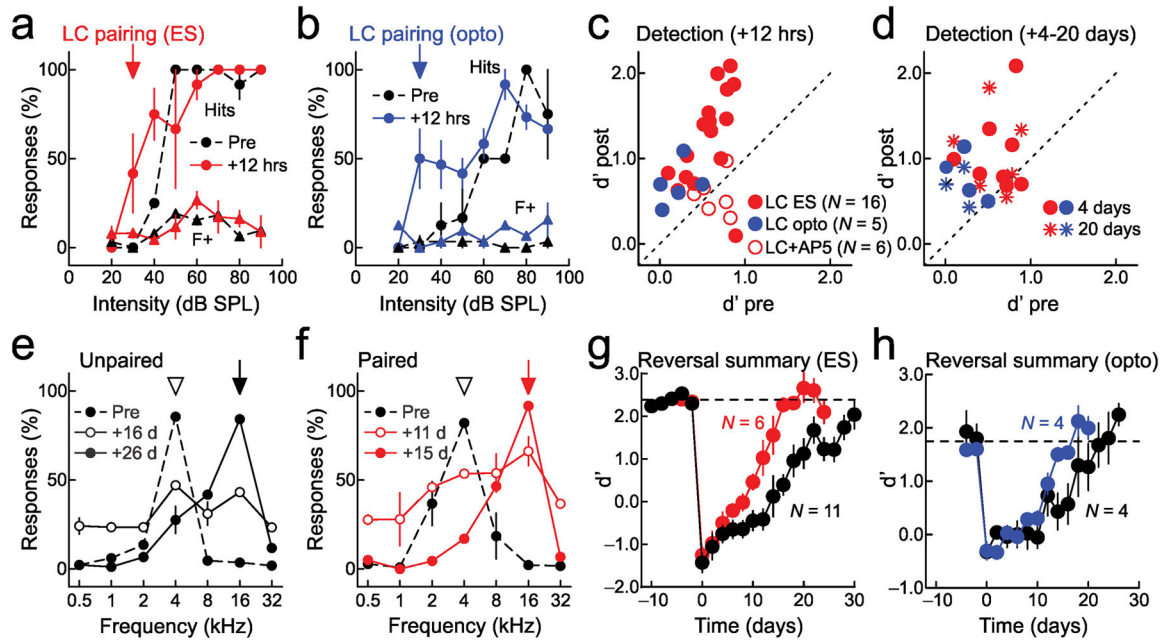 a
LC pairing (ES)
Responses (%)
100
50
0
Hits
Pre
+12 hrs
F+
20 40 60 80 100
Intensity (dB SPL)
b
LC pairing (opto)
Responses (%)
100
50
0
Hits
Pre
+12 hrs
F+
20 40 60 80 100
Intensity (dB SPL)
c
Detection (+12 hrs)
d' post
2.0
1.0
0.0
LC ES (N = 16)
LC opto (N = 5)
LC+AP5 (N = 6)
0.0 1.0 2.0
d' pre
d
Detection (+4-20 days)
d' post
2.0
1.0
0.0
4 days
20 days
0.0 1.0 2.0
d' pre
e
Unpaired
Responses (%)
100
50
0
Pre
+16 d
+26 d
0.5 1 2 4 8 16 32
Frequency (kHz)
f
Paired
Responses (%)
100
50
0
Pre
+11 d
+15 d
0.5 1 2 4 8 16 32
Frequency (kHz)
g
Reversal summary (ES)
d'
3.0
2.0
1.0
0.0
–1.0
–2.0
N = 6
N = 11
–10 0 10 20 30
Time (days)
h
Reversal summary (opto)
d'
3.0
2.0
1.0
0.0
–1.0
N = 4
N = 4
–10 0 10 20 30
Time (days)